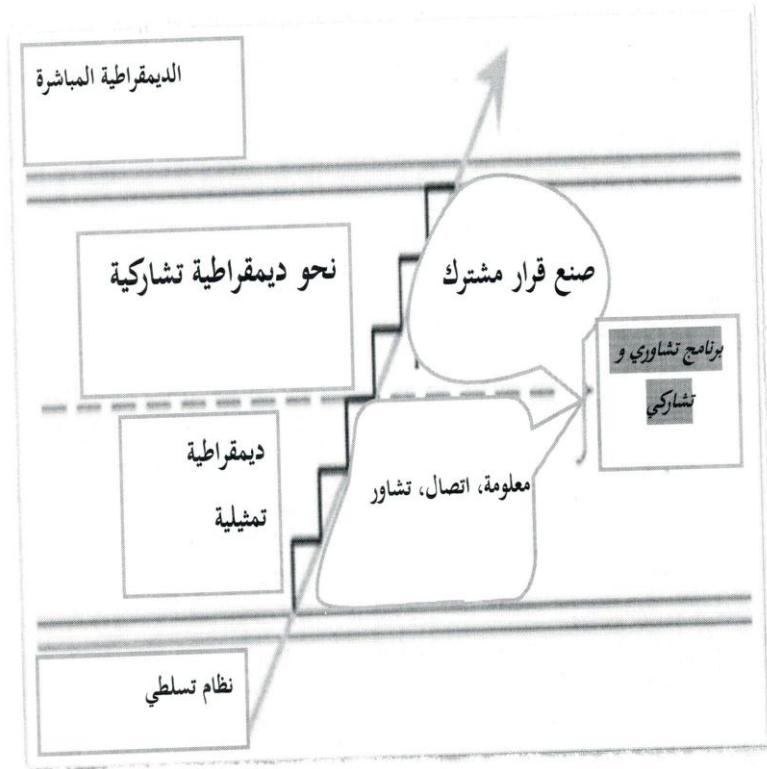 الديمقراطية المباشرة
نحو ديمقراطية تشاركية
صنع قرار مشترك
برنامج تشاوري و
تشاركي
ديمقراطية
تمثيلية
معلومة، اتصال، تشاور
نظام تسلطي